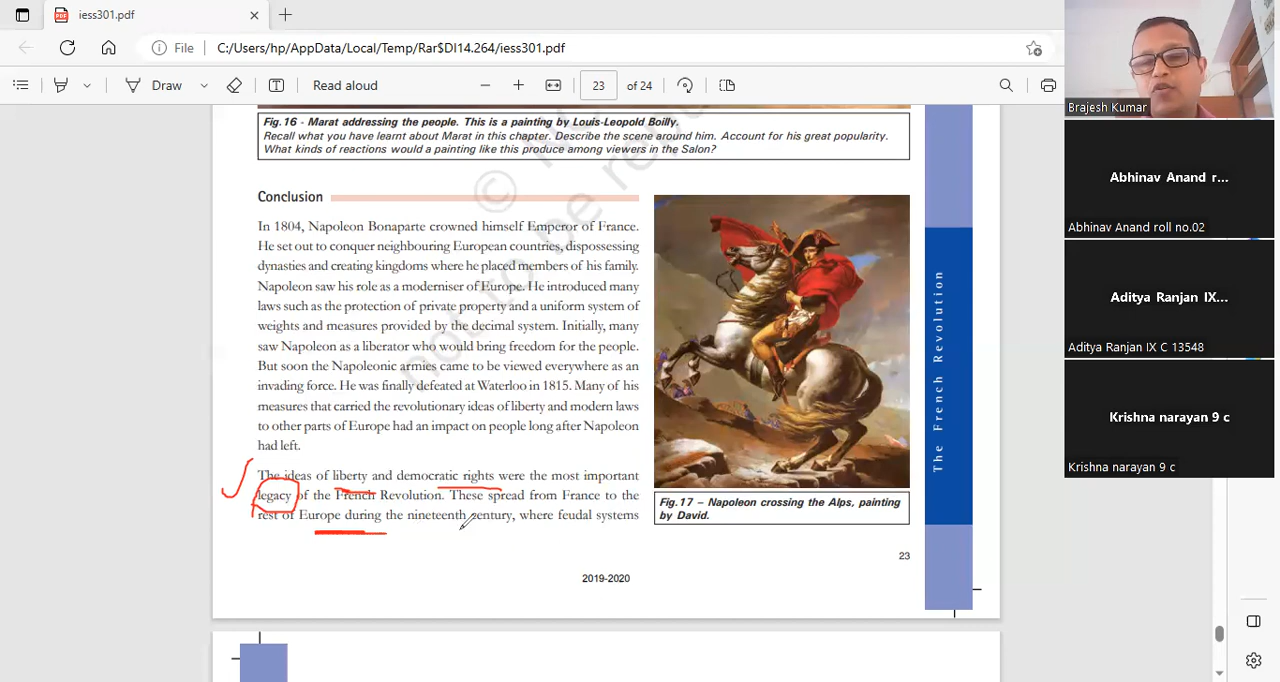 iess301.pdf
File
C:/Users/hp/AppData/Local/Temp/Rar$DI14.264/iess301.pdf
Draw
Read aloud
23
of 24
Fig.16 - Marat addressing the people. This is a painting by Louis-Leopold Boilly.
Recall what you have learnt about Marat in this chapter. Describe the scene around him. Account for his great popularity.
What kinds of reactions would a painting like this produce among viewers in the Salon?
Conclusion
In 1804, Napoleon Bonaparte crowned himself Emperor of France.
He set out to conquer neighbouring European countries, dispossessing
dynasties and creating kingdoms where he placed members of his family.
Napoleon saw his role as a moderniser of Europe. He introduced many
laws such as the protection of private property and a uniform system of
weights and measures provided by the decimal system. Initially, many
saw Napoleon as a liberator who would bring freedom for the people.
But soon the Napoleonic armies came to be viewed everywhere as an
invading force. He was finally defeated at Waterloo in 1815. Many of his
measures that carried the revolutionary ideas of liberty and modern laws
to other parts of Europe had an impact on people long after Napoleon
had left.
The ideas of liberty and democratic rights were the most important
legacy of the French Revolution. These spread from France to the
rest of Europe during the nineteenth century, where feudal systems
Fig.17 – Napoleon crossing the Alps, painting
by David.
The French Revolution
23
2019-2020
© N
not to be re
Brajesh Kumar
Abhinav Anand r...
Abhinav Anand roll no.02
Aditya Ranjan IX...
Aditya Ranjan IX C 13548
Krishna narayan 9 c
Krishna narayan 9 c